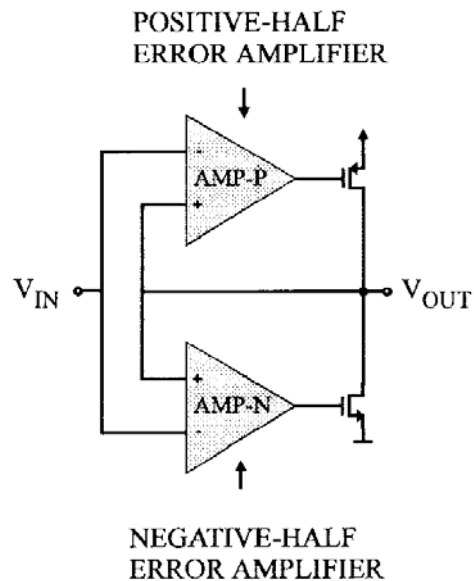 POSITIVE-HALF
ERROR AMPLIFIER
-
AMP-P
+
V_IN
V_OUT
+
AMP-N
-
NEGATIVE-HALF
ERROR AMPLIFIER